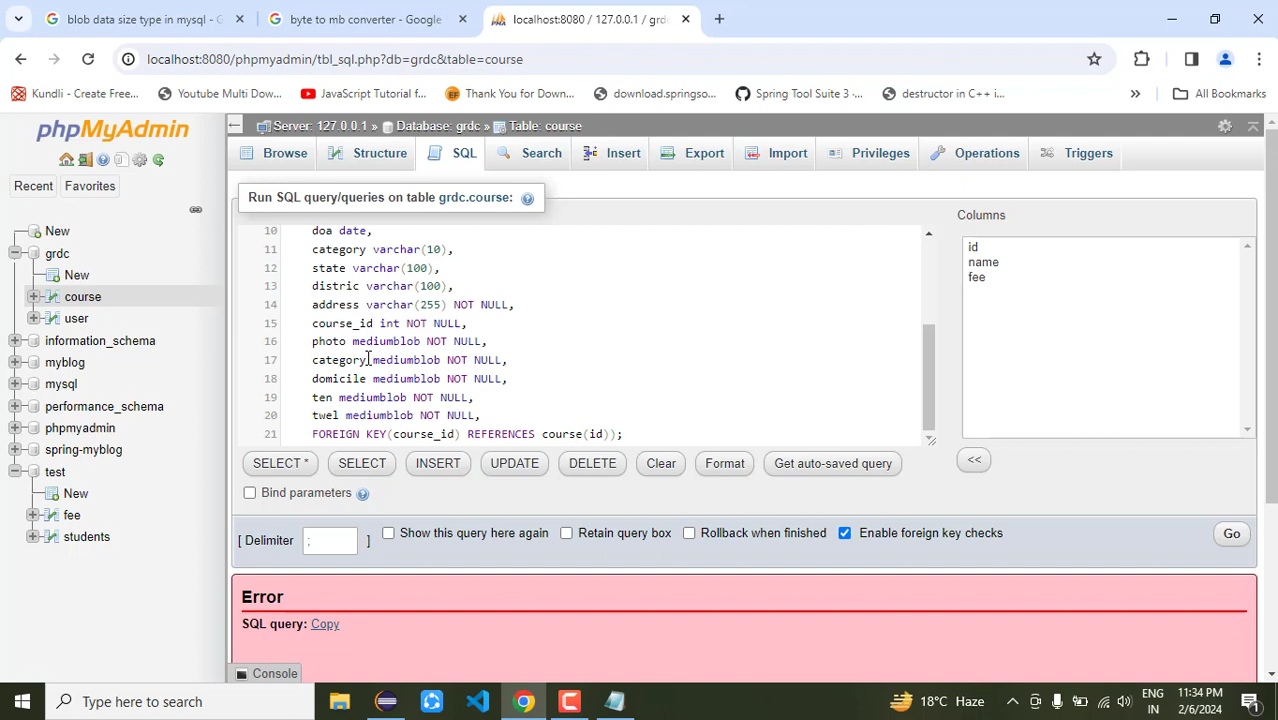 blob data size type in mysql - G
byte to mb converter - Google
localhost:8080 / 127.0.0.1 / grd
localhost:8080/phpmyadmin/tbl_sql.php?db=grdc&table=course
Kundli - Create Free...
Youtube Multi Dow...
JavaScript Tutorial f...
Thank You for Down...
download.springso...
Spring Tool Suite 3 -...
destructor in C++ i...
All Bookmarks
phpMyAdmin
Recent
Favorites
New
grdc
New
course
user
information_schema
myblog
mysql
performance_schema
phpmyadmin
spring-myblog
test
New
fee
students
Server: 127.0.0.1 » Database: grdc » Table: course
Browse
Structure
SQL
Search
Insert
Export
Import
Privileges
Operations
Triggers
Run SQL query/queries on table grdc.course:
10 doa date,
11 category varchar(10),
12 state varchar(100),
13 distric varchar(100),
14 address varchar(255) NOT NULL,
15 course_id int NOT NULL,
16 photo mediumblob NOT NULL,
17 category mediumblob NOT NULL,
18 domicile mediumblob NOT NULL,
19 ten mediumblob NOT NULL,
20 twel mediumblob NOT NULL,
21 FOREIGN KEY(course_id) REFERENCES course(id));
Columns
id
name
fee
SELECT *
SELECT
INSERT
UPDATE
DELETE
Clear
Format
Get auto-saved query
<<
Bind parameters
[ Delimiter ; ]
Show this query here again
Retain query box
Rollback when finished
Enable foreign key checks
Go
Error
SQL query: Copy
Console
Type here to search
18°C Haze
ENG
IN
11:34 PM
2/6/2024
1